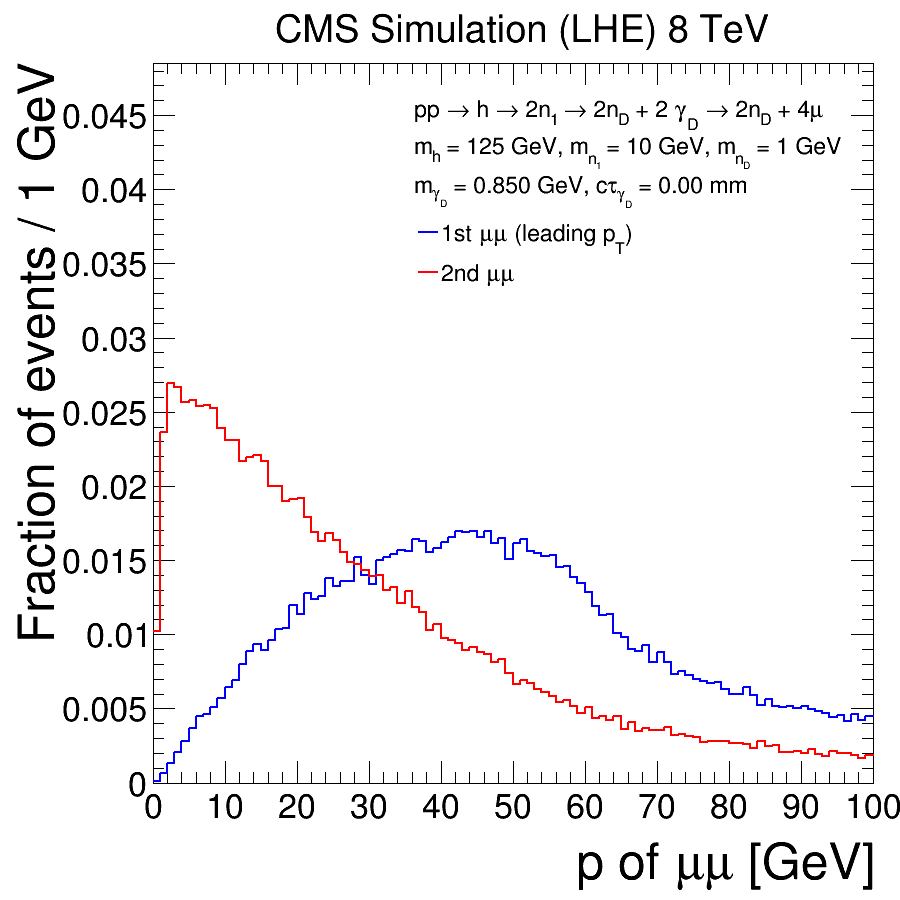 CMS Simulation (LHE) 8 TeV
Fraction of events / 1 GeV
0.045
0.04
0.035
0.03
0.025
0.02
0.015
0.01
0.005
0
pp → h → 2n₁ → 2n_D + 2 γ_D → 2n_D + 4μ
m_h = 125 GeV, m_n₁ = 10 GeV, m_n_D = 1 GeV
m_γ_D = 0.850 GeV, cτ_γ_D = 0.00 mm
1st μμ (leading p_T)
2nd μμ
0 10 20 30 40 50 60 70 80 90 100
p of μμ [GeV]